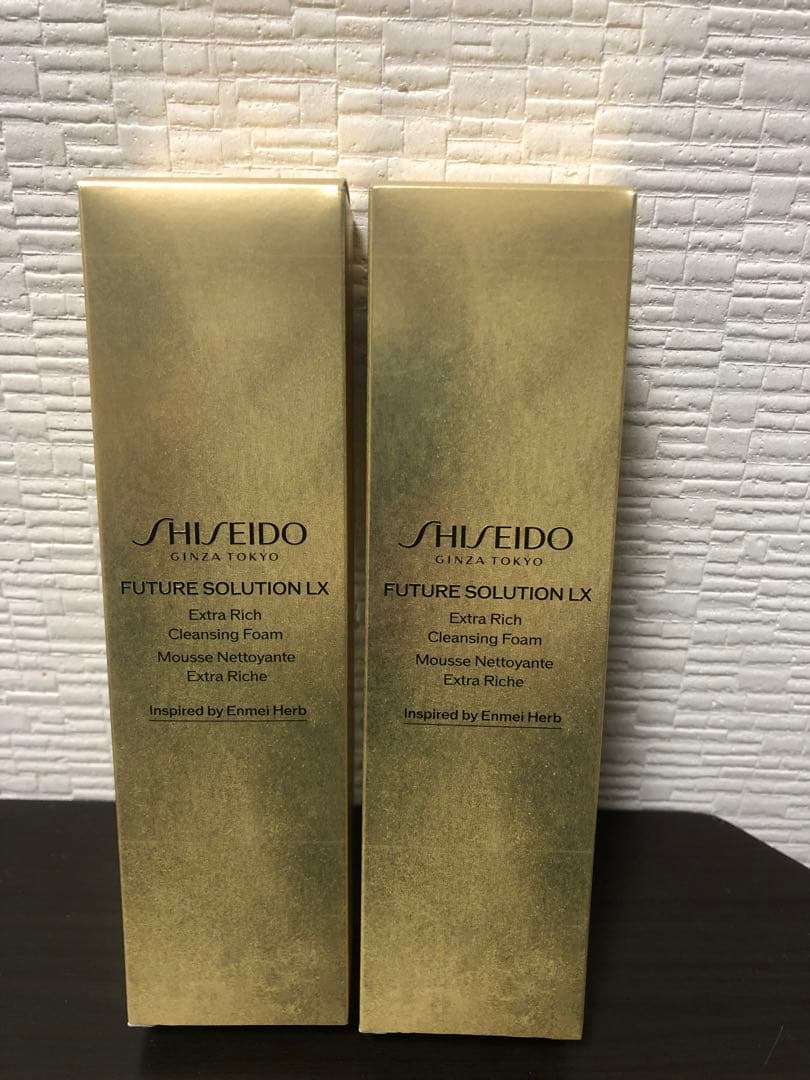 SHISEIDO
GINZA TOKYO
FUTURE SOLUTION LX
Extra Rich
Cleansing Foam
Mousse Nettoyante
Extra Riche
Inspired by Enmei Herb
SHISEIDO
GINZA TOKYO
FUTURE SOLUTION LX
Extra Rich
Cleansing Foam
Mousse Nettoyante
Extra Riche
Inspired by Enmei Herb